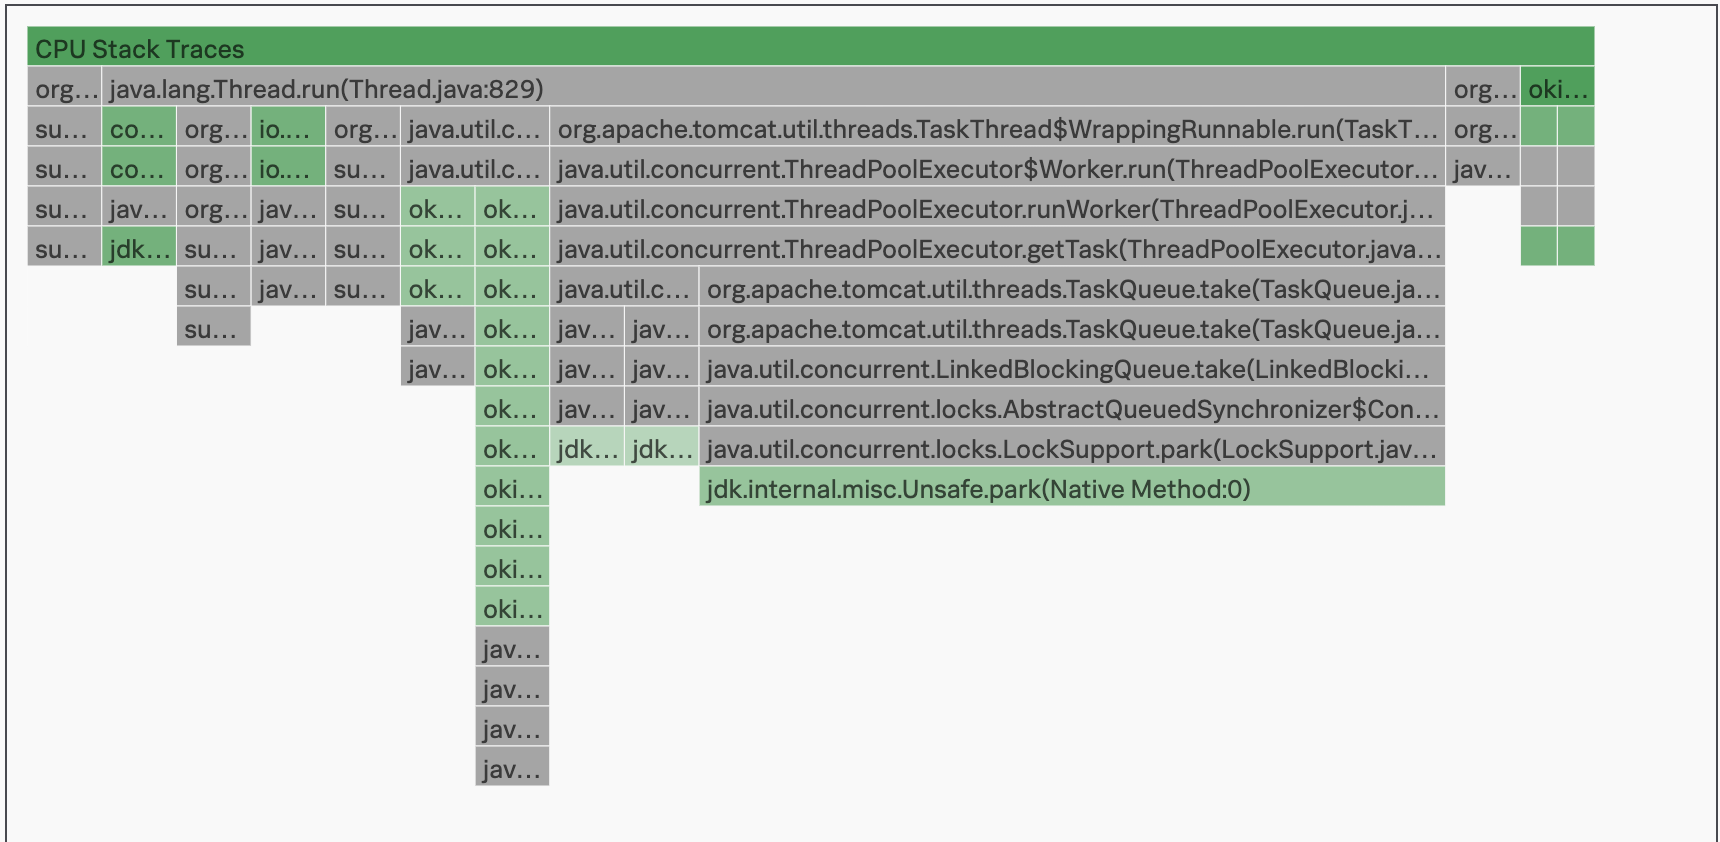 CPU Stack Traces
org... java.lang.Thread.run(Thread.java:829) org... oki...
su... co... org... io.... org... java.util.c... org.apache.tomcat.util.threads.TaskThread$WrappingRunnable.run(TaskT... org...
su... co... org... io.... su... java.util.c... java.util.concurrent.ThreadPoolExecutor$Worker.run(ThreadPoolExecutor... jav...
su... jav... org... jav... su... ok... ok... java.util.concurrent.ThreadPoolExecutor.runWorker(ThreadPoolExecutor.j...
su... jdk... su... jav... su... ok... ok... java.util.concurrent.ThreadPoolExecutor.getTask(ThreadPoolExecutor.java...
su... jav... su... ok... ok... java.util.c... org.apache.tomcat.util.threads.TaskQueue.take(TaskQueue.ja...
su... jav... ok... jav... jav... org.apache.tomcat.util.threads.TaskQueue.take(TaskQueue.ja...
jav... ok... jav... jav... java.util.concurrent.LinkedBlockingQueue.take(LinkedBlocki...
ok... jav... jav... java.util.concurrent.locks.AbstractQueuedSynchronizer$Con...
ok... jdk... jdk... java.util.concurrent.locks.LockSupport.park(LockSupport.jav...
oki... jdk.internal.misc.Unsafe.park(Native Method:0)
oki...
oki...
oki...
jav...
jav...
jav...
jav...